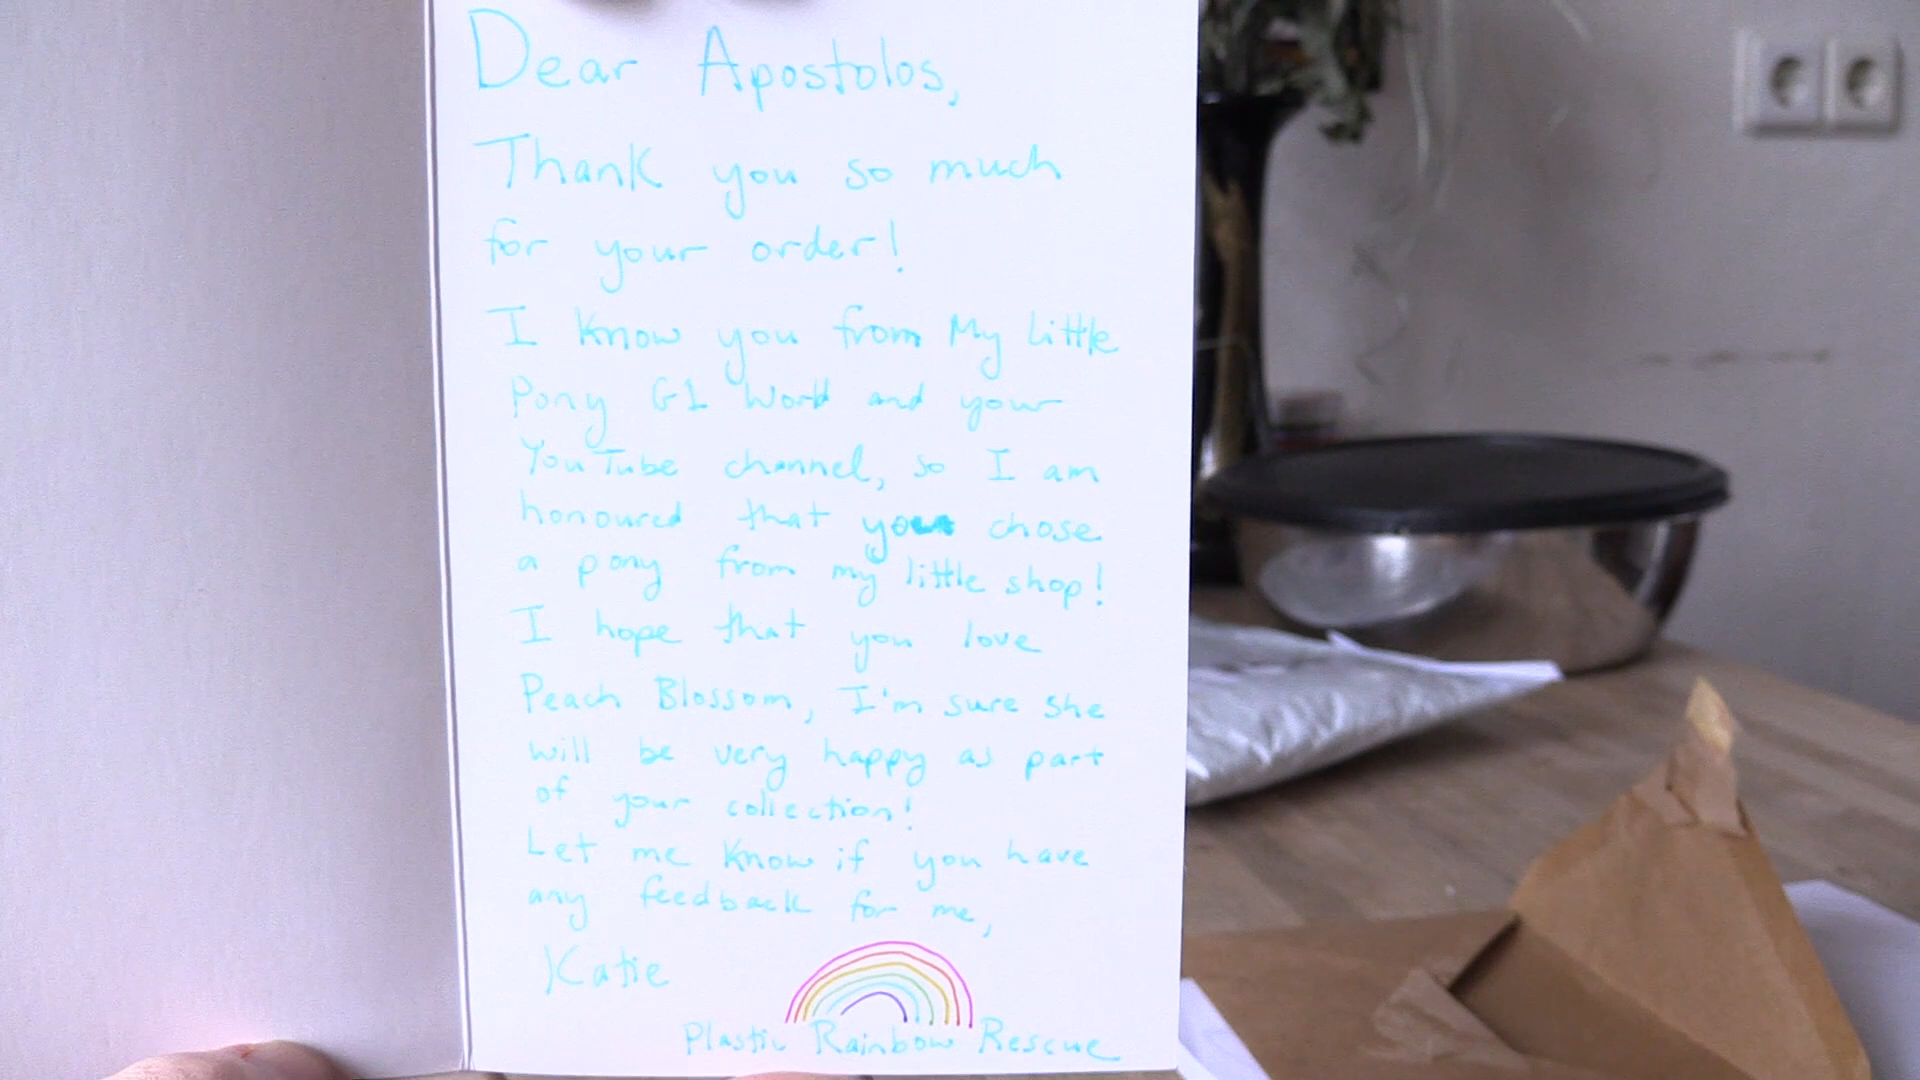 Dear Apostolos,
Thank you so much
for your order!
I know you from My Little
Pony G1 World and your
YouTube channel, so I am
honoured that you chose
a pony from my little shop!
I hope that you love
Peach Blossom, I'm sure she
will be very happy as part
of your collection!
Let me know if you have
any feedback for me,
Katie
Plastic Rainbow Rescue